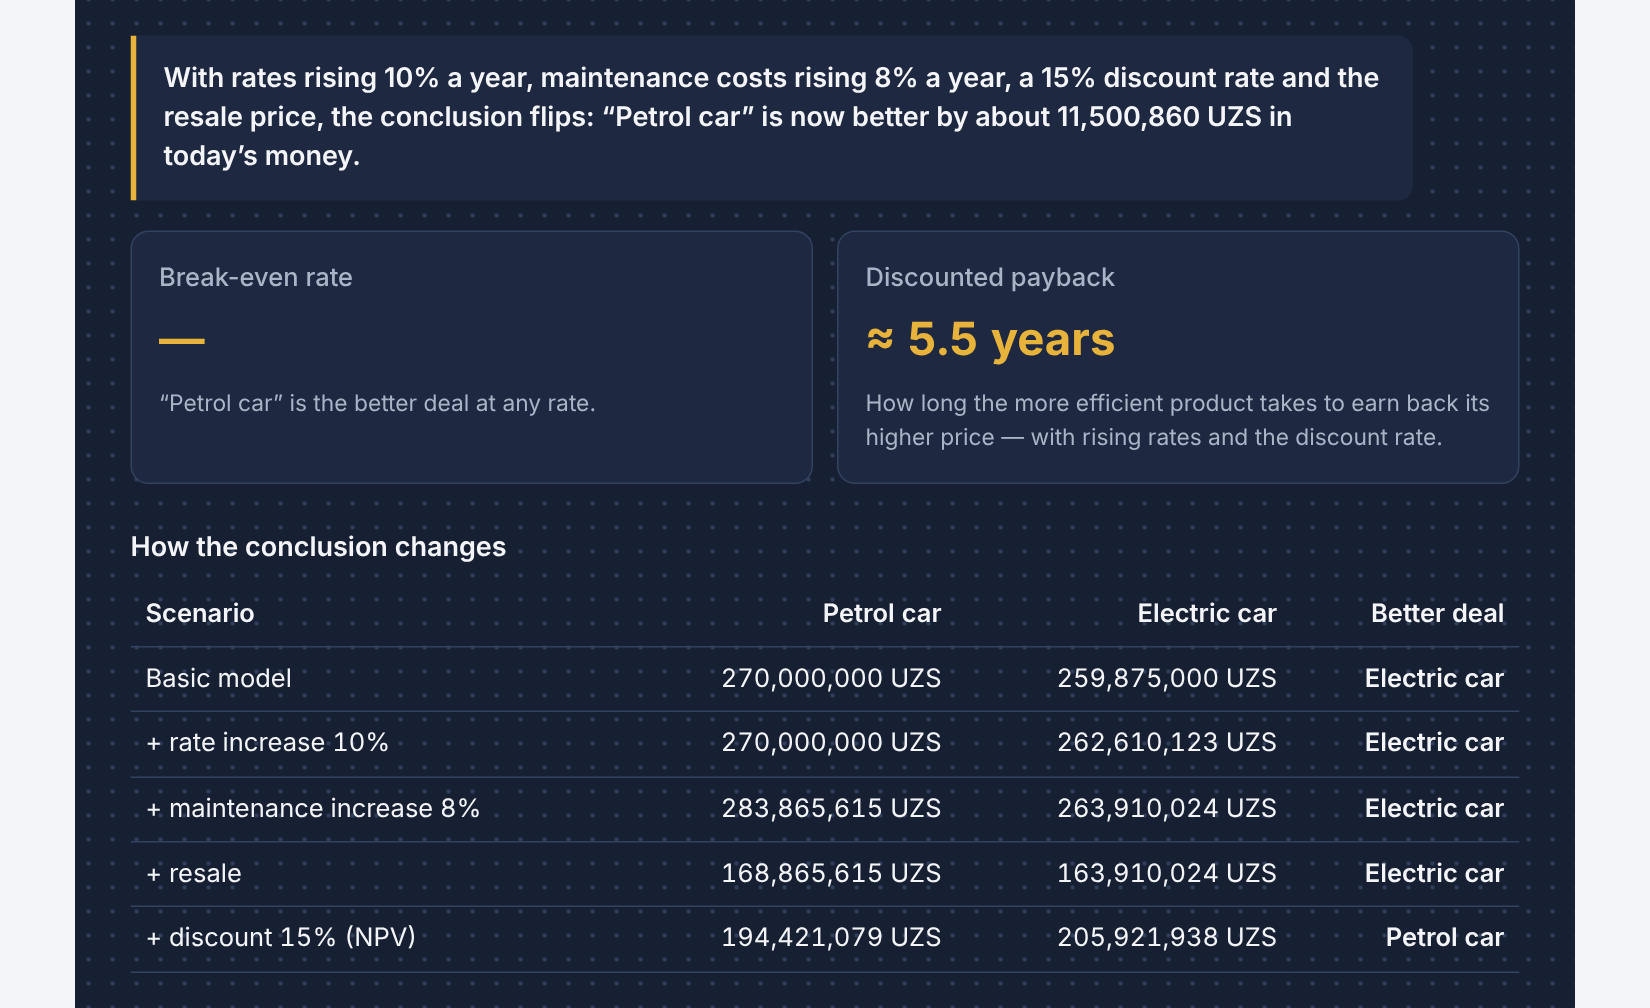 With rates rising 10% a year, maintenance costs rising 8% a year, a 15% discount rate and the
resale price, the conclusion flips: “Petrol car” is now better by about 11,500,860 UZS in
today’s money.
Break-even rate
—
“Petrol car” is the better deal at any rate.
Discounted payback
≈ 5.5 years
How long the more efficient product takes to earn back its
higher price — with rising rates and the discount rate.
How the conclusion changes
Scenario Petrol car Electric car Better deal
Basic model 270,000,000 UZS 259,875,000 UZS Electric car
+ rate increase 10% 270,000,000 UZS 262,610,123 UZS Electric car
+ maintenance increase 8% 283,865,615 UZS 263,910,024 UZS Electric car
+ resale 168,865,615 UZS 163,910,024 UZS Electric car
+ discount 15% (NPV) 194,421,079 UZS 205,921,938 UZS Petrol car